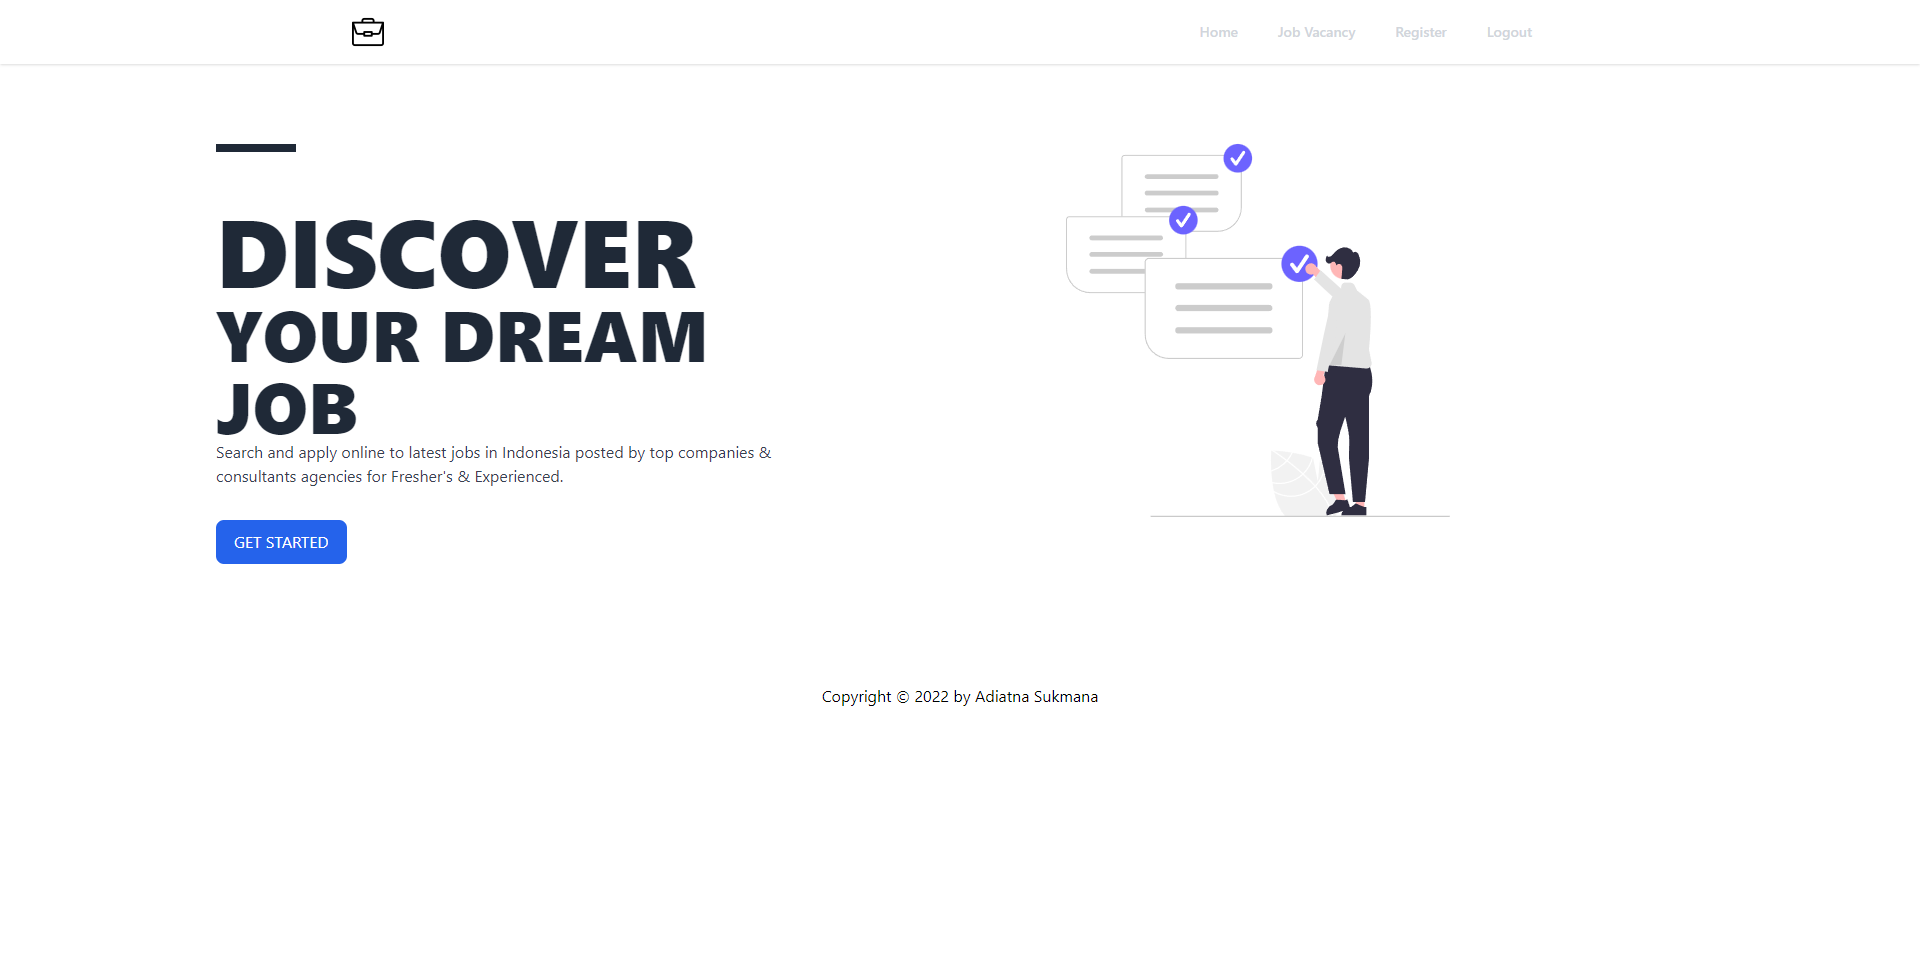 Home
Job Vacancy
Register
Logout
DISCOVER
YOUR DREAM
JOB
Search and apply online to latest jobs in Indonesia posted by top companies &
consultants agencies for Fresher's & Experienced.
GET STARTED
Copyright © 2022 by Adiatna Sukmana